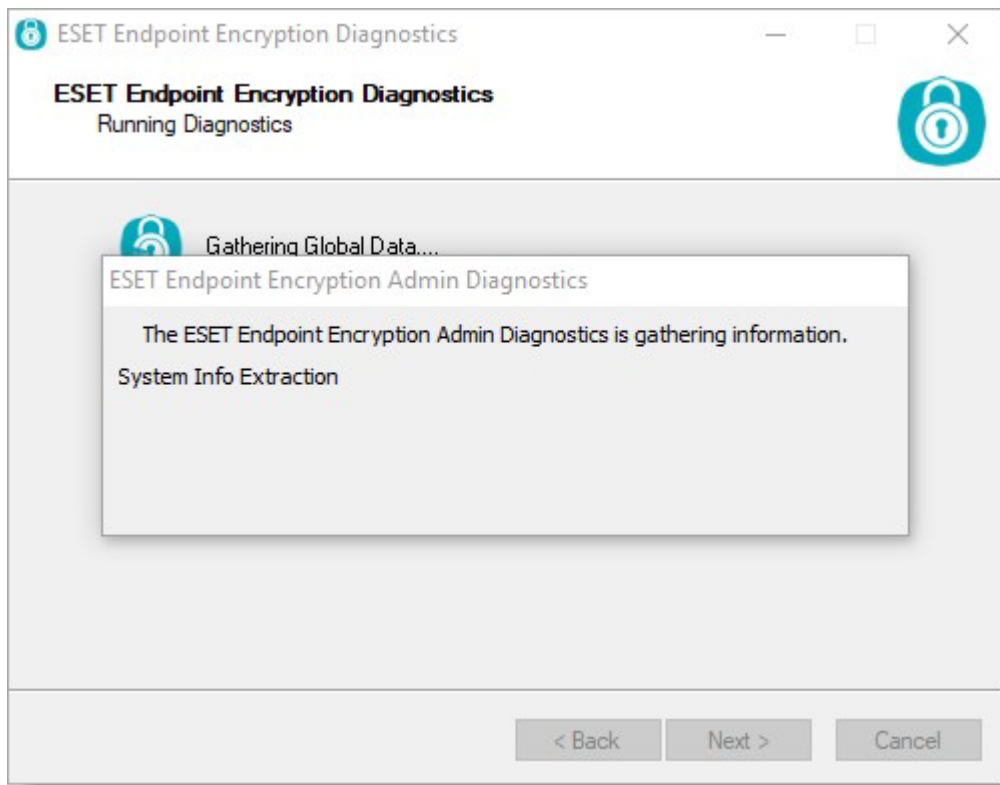 ESET Endpoint Encryption Diagnostics
ESET Endpoint Encryption Diagnostics
Running Diagnostics
Gathering Global Data....
ESET Endpoint Encryption Admin Diagnostics
The ESET Endpoint Encryption Admin Diagnostics is gathering information.
System Info Extraction
< Back
Next >
Cancel